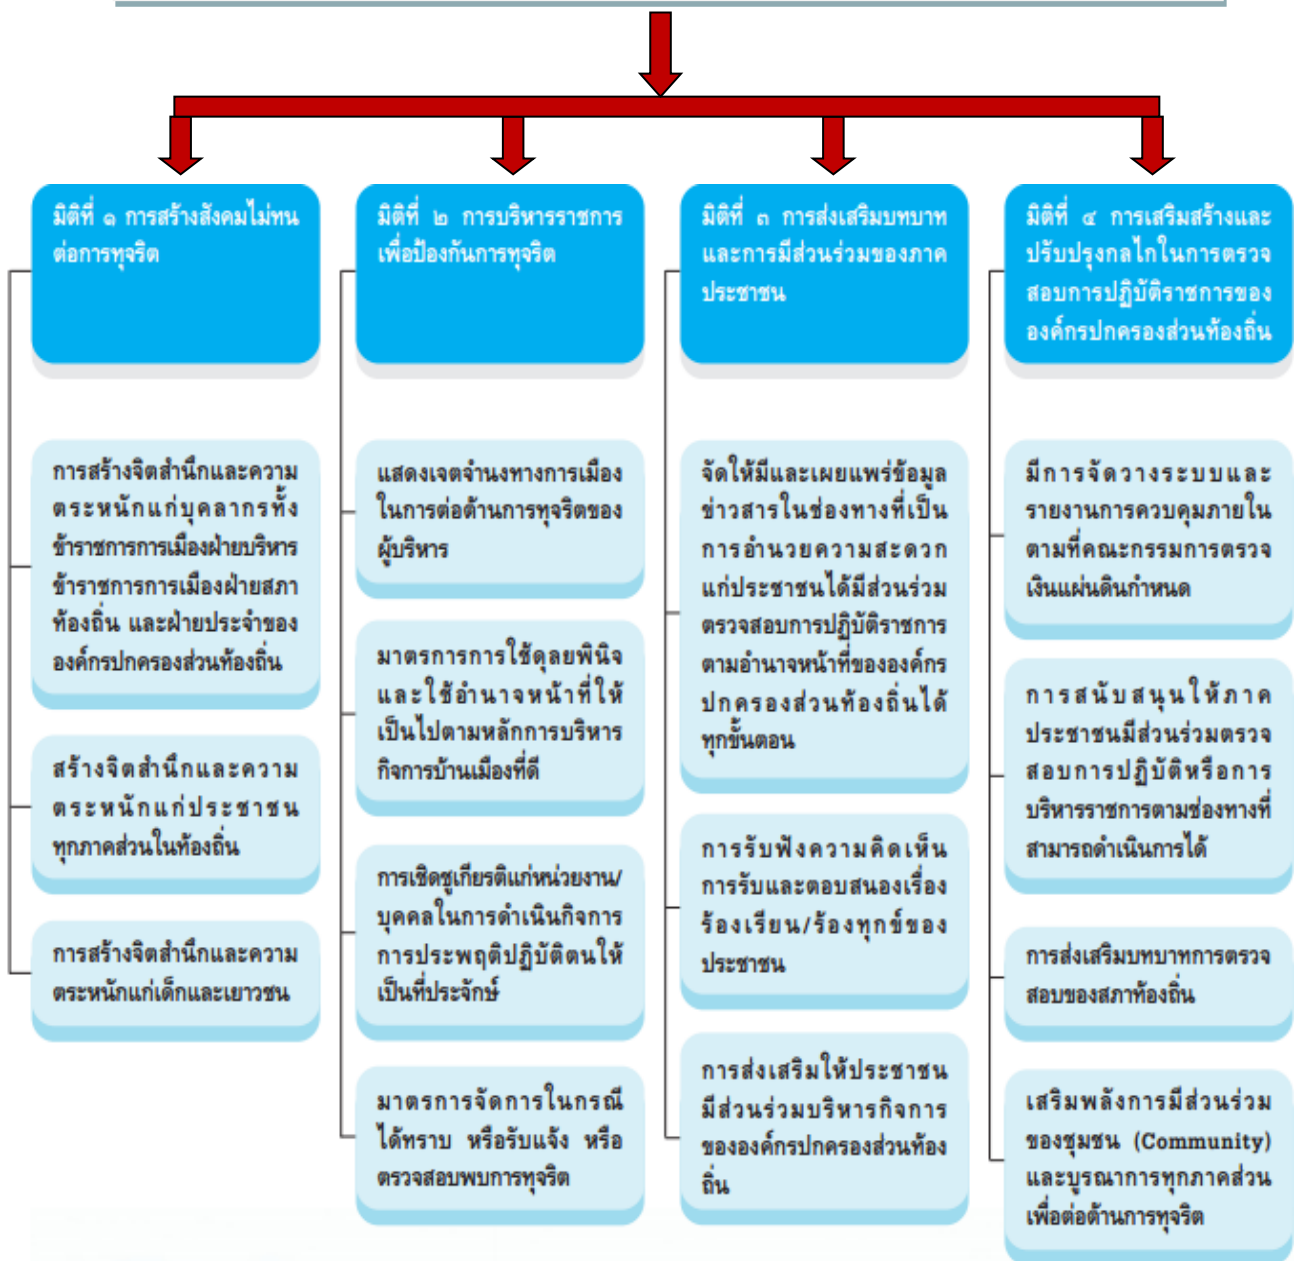 มิติที่ ๑ การสร้างสังคมไม่ทน
ต่อการทุจริต
การสร้างจิตสำนึกและความ
ตระหนักแก่บุคลากรทั้ง
ข้าราชการการเมืองฝ่ายบริหาร
ข้าราชการการเมืองฝ่ายสภา
ท้องถิ่น และฝ่ายประจำของ
องค์กรปกครองส่วนท้องถิ่น
สร้างจิตสำนึกและความ
ตระหนักแก่ประชาชน
ทุกภาคส่วนในท้องถิ่น
การสร้างจิตสำนึกและความ
ตระหนักแก่เด็กและเยาวชน
มิติที่ ๒ การบริหารราชการ
เพื่อป้องกันการทุจริต
แสดงเจตจำนงทางการเมือง
ในการต่อต้านการทุจริตของ
ผู้บริหาร
มาตรการการใช้ดุลยพินิจ
และใช้อำนาจหน้าที่ให้
เป็นไปตามหลักการบริหาร
กิจการบ้านเมืองที่ดี
การเชิดชูเกียรติแก่หน่วยงาน/
บุคคลในการดำเนินกิจการ
การประพฤติปฏิบัติตนให้
เป็นที่ประจักษ์
มาตรการจัดการในกรณี
ได้ทราบ หรือรับแจ้ง หรือ
ตรวจสอบพบการทุจริต
มิติที่ ๓ การส่งเสริมบทบาท
และการมีส่วนร่วมของภาค
ประชาชน
จัดให้มีและเผยแพร่ข้อมูล
ข่าวสารในช่องทางที่เป็น
การอำนวยความสะดวก
แก่ประชาชนได้มีส่วนร่วม
ตรวจสอบการปฏิบัติราชการ
ตามอำนาจหน้าที่ขององค์กร
ปกครองส่วนท้องถิ่นได้
ทุกขั้นตอน
การรับฟังความคิดเห็น
การรับและตอบสนองเรื่อง
ร้องเรียน/ร้องทุกข์ของ
ประชาชน
การส่งเสริมให้ประชาชน
มีส่วนร่วมบริหารกิจการ
ขององค์กรปกครองส่วนท้อง
ถิ่น
มิติที่ ๔ การเสริมสร้างและ
ปรับปรุงกลไกในการตรวจ
สอบการปฏิบัติราชการของ
องค์กรปกครองส่วนท้องถิ่น
มีการจัดวางระบบและ
รายงานการควบคุมภายใน
ตามที่คณะกรรมการตรวจ
เงินแผ่นดินกำหนด
การสนับสนุนให้ภาค
ประชาชนมีส่วนร่วมตรวจ
สอบการปฏิบัติหรือการ
บริหารราชการตามช่องทางที่
สามารถดำเนินการได้
การส่งเสริมบทบาทการตรวจ
สอบของสภาท้องถิ่น
เสริมพลังการมีส่วนร่วม
ของชุมชน (Community)
และบูรณาการทุกภาคส่วน
เพื่อต่อต้านการทุจริต